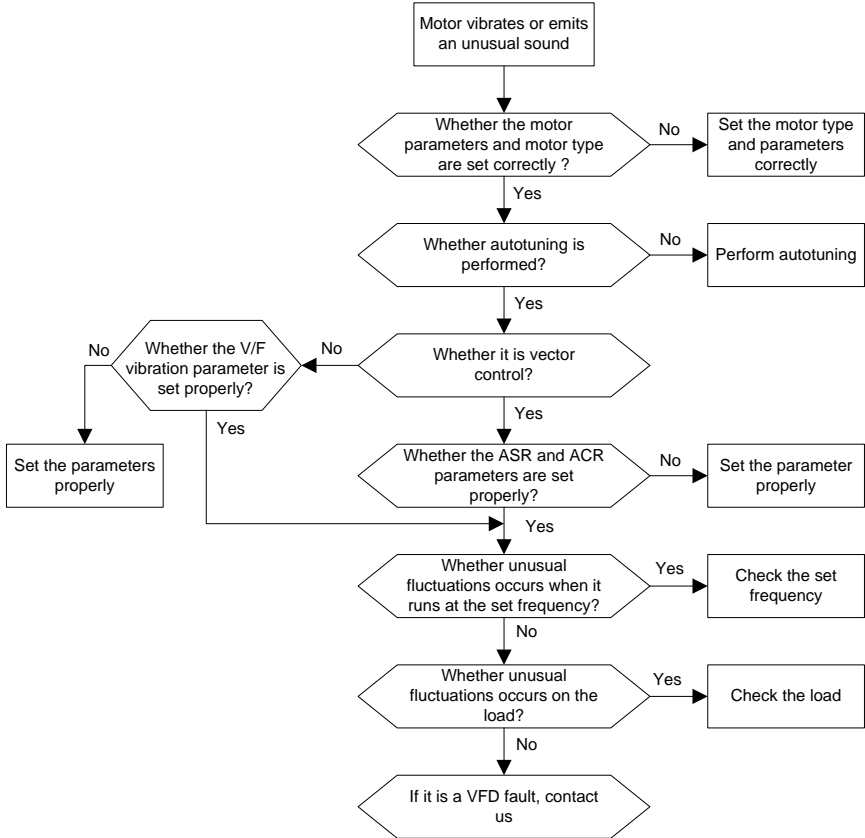 Motor vibrates or emits
an unusual sound
Whether the motor
parameters and motor type
are set correctly ?
No
Set the motor type
and parameters
correctly
Yes
Whether autotuning is
performed?
No
Perform autotuning
Yes
Whether it is vector
control?
No
Whether the V/F
vibration parameter is
set properly?
No
Set the parameters
properly
Yes
Yes
Whether the ASR and ACR
parameters are set
properly?
No
Set the parameter
properly
Yes
Whether unusual
fluctuations occurs when it
runs at the set frequency?
Yes
Check the set
frequency
No
Whether unusual
fluctuations occurs on the
load?
Yes
Check the load
No
If it is a VFD fault, contact
us